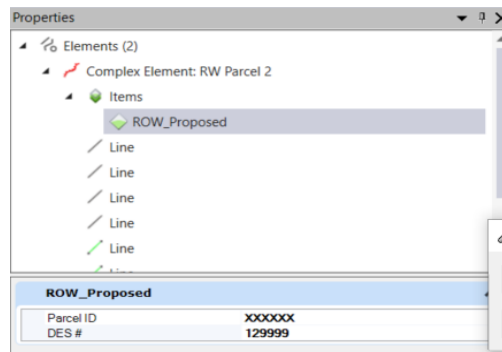 Properties
Elements (2)
Complex Element: RW Parcel 2
Items
ROW_Proposed
Line
Line
Line
Line
Line
ROW_Proposed
Parcel ID XXXXXX
DES # 129999